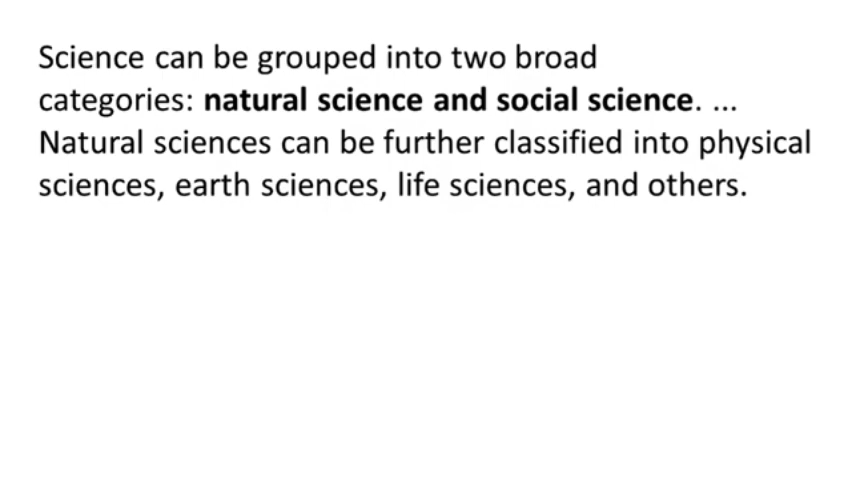 Science can be grouped into two broad
categories: natural science and social science. ...
Natural sciences can be further classified into physical
sciences, earth sciences, life sciences, and others.